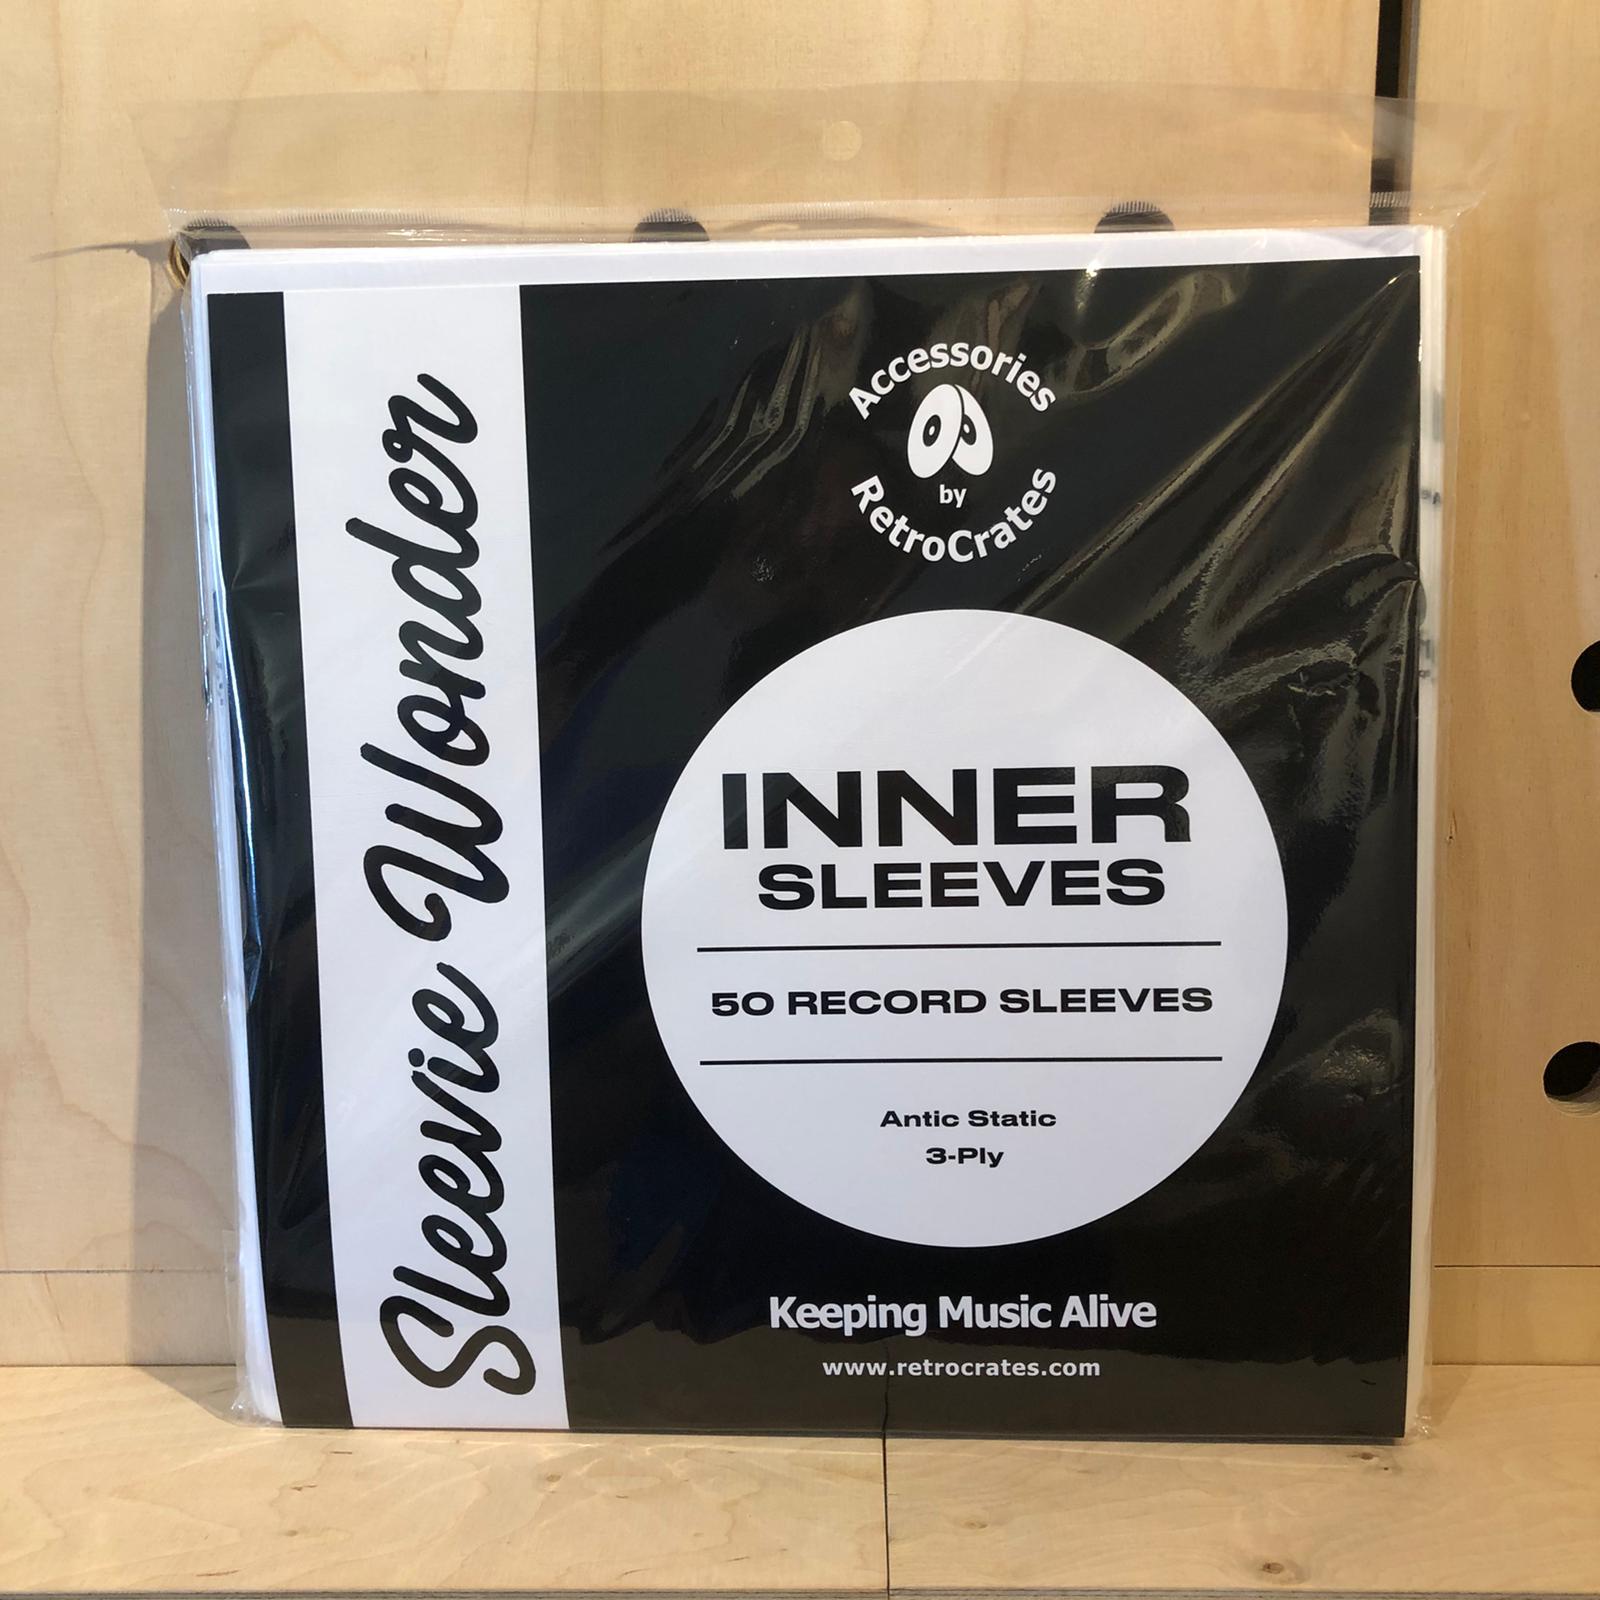 Sleevie Wonder
Accessories
by
RetroCrates
INNER
SLEEVES
50 RECORD SLEEVES
Antic Static
3-Ply
Keeping Music Alive
www.retrocrates.com